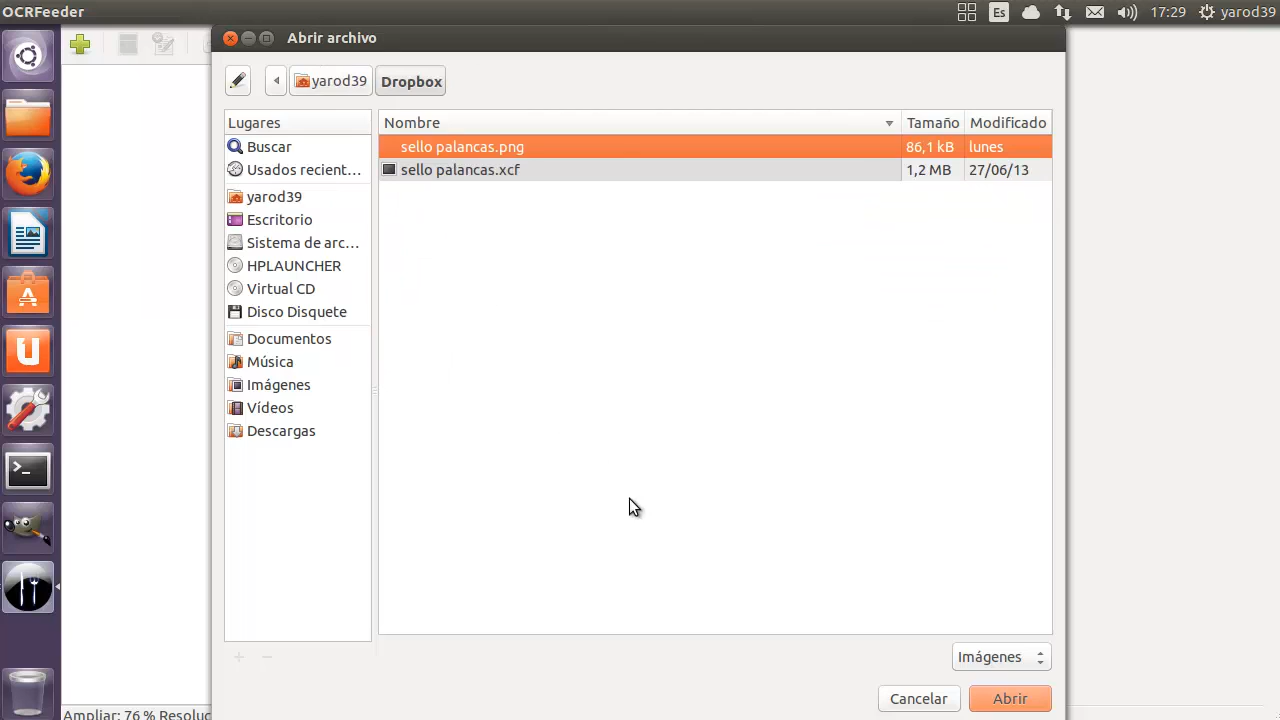 OCRFeeder
Es
17:29
yarod39
Abrir archivo
yarod39
Dropbox
Lugares
Nombre
Tamaño
Modificado
Buscar
sello palancas.png
86,1 kB
lunes
Usados recient...
sello palancas.xcf
1,2 MB
27/06/13
yarod39
Escritorio
Sistema de arc...
HPLAUNCHER
Virtual CD
Disco Disquete
Documentos
Música
Imágenes
Vídeos
Descargas
Imágenes
Cancelar
Abrir
Ampliar: 76 % Resoluc